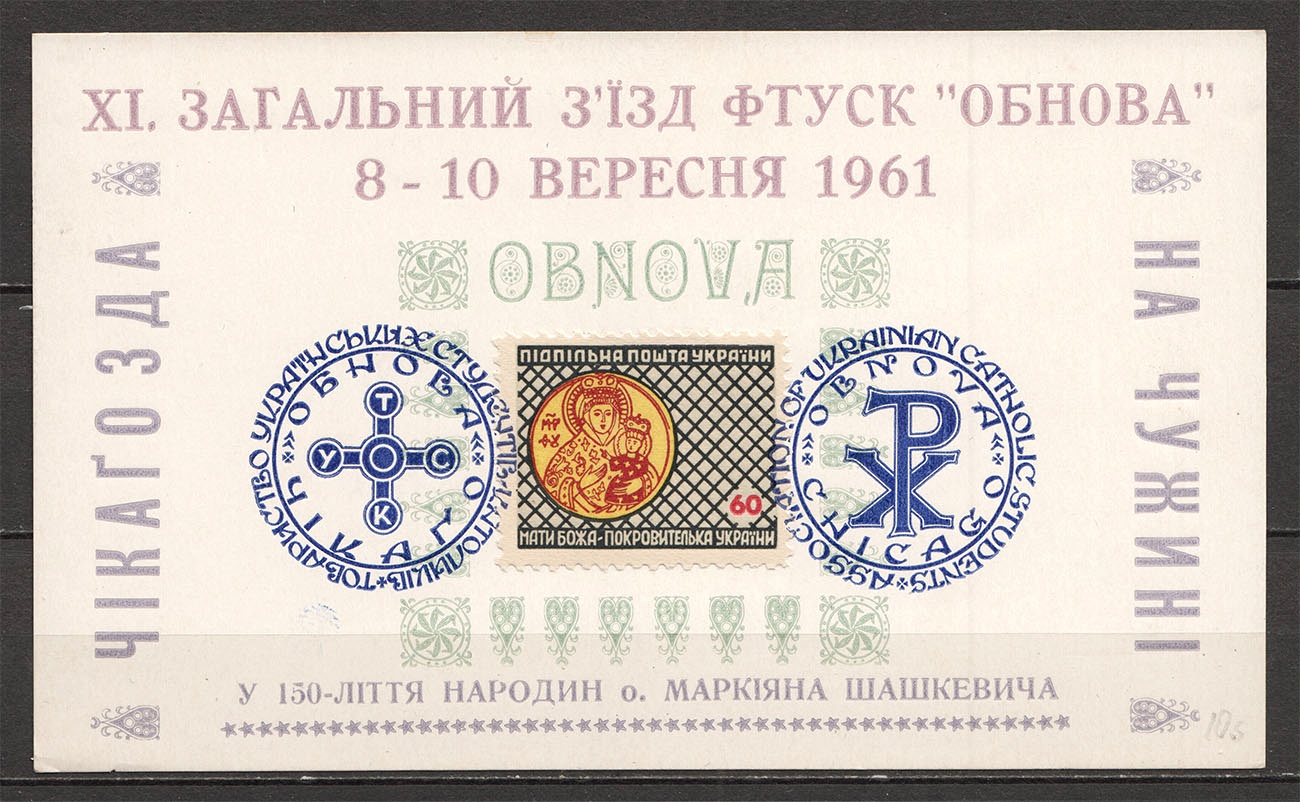 XI. ЗАГАЛЬНИЙ З'ЇЗД ФТУСК "ОБНОВА"
8 - 10 ВЕРЕСНЯ 1961
ЧІКАГО ЗДА
OBNOVA
НА ЧУЖИНІ
ТОВАРИСТВО УКРАЇНСЬКИХ СТУДЕНТІВ-КАТОЛИКІВ
ОБНОВА
ЧІКАГО
Т
У С
К
ПІДПІЛЬНА ПОШТА УКРАЇНИ
60
МАТИ БОЖА - ПОКРОВИТЕЛЬКА УКРАЇНИ
ASSOCIATION OF UKRAINIAN CATHOLIC STUDENTS
OBNOVA
CHICAGO
У 150-ЛІТТЯ НАРОДИН о. МАРКІЯНА ШАШКЕВИЧА
10s